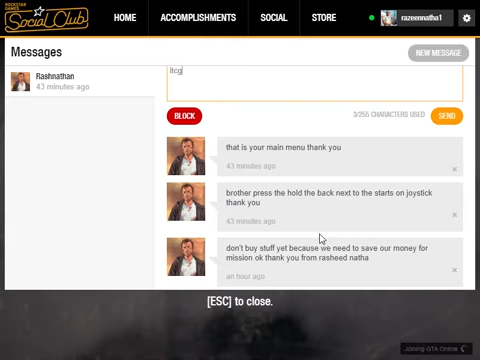 ROCKSTAR
GAMES
Social Club
HOME
ACCOMPLISHMENTS
SOCIAL
STORE
razeennatha1
Messages
NEW MESSAGE
Rashnathan
43 minutes ago
itcg
BLOCK
3/255 CHARACTERS USED
SEND
that is your main menu thank you
43 minutes ago
brother press the hold the back next to the starts on joystick
thank you
43 minutes ago
don't buy stuff yet because we need to save our money for
mission ok thank you from rasheed natha
an hour ago
[ESC] to close.
Joining GTA Online